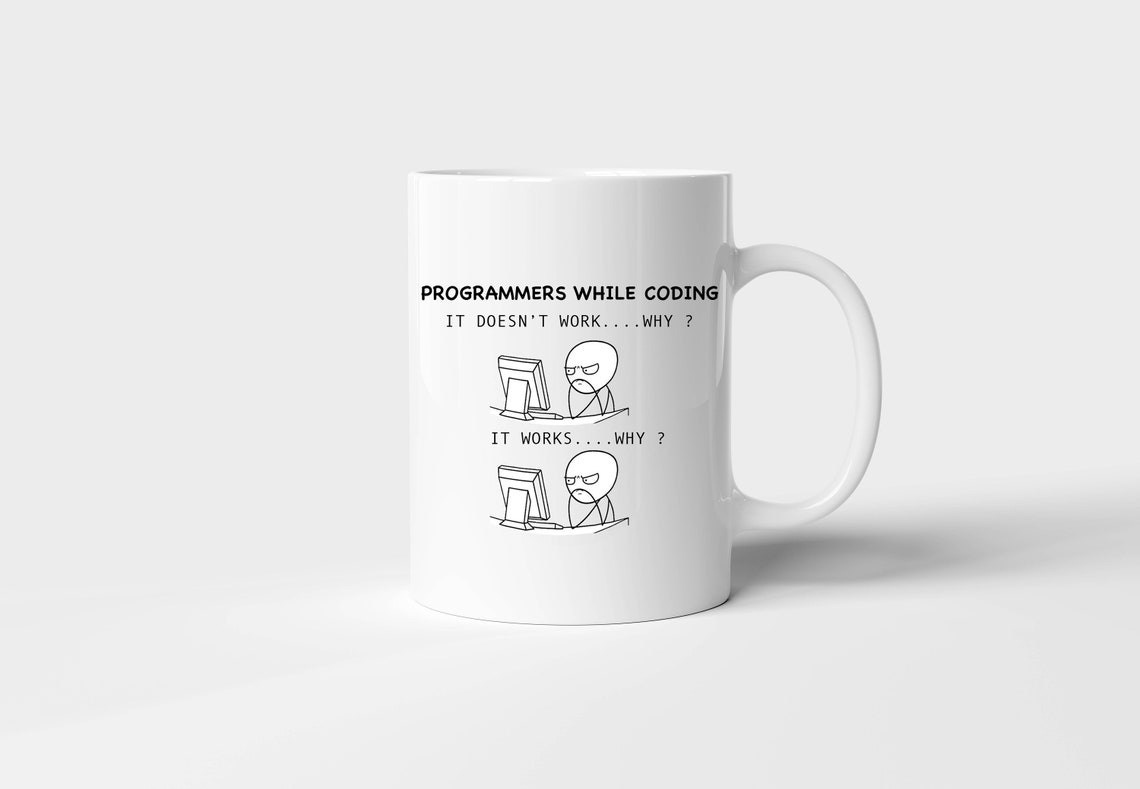 PROGRAMMERS WHILE CODING
IT DOESN’T WORK....WHY ?
IT WORKS....WHY ?